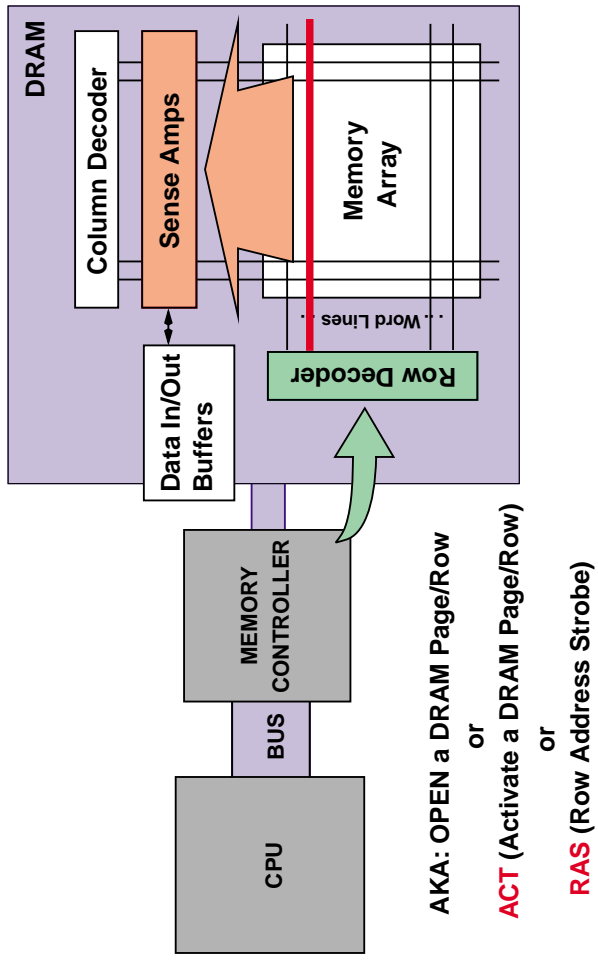 DRAM
Column Decoder
Sense Amps
Data In/Out
Buffers
... Word Lines ...
Memory
Array
Row Decoder
CPU
BUS
MEMORY
CONTROLLER
AKA: OPEN a DRAM Page/Row
or
ACT (Activate a DRAM Page/Row)
or
RAS (Row Address Strobe)